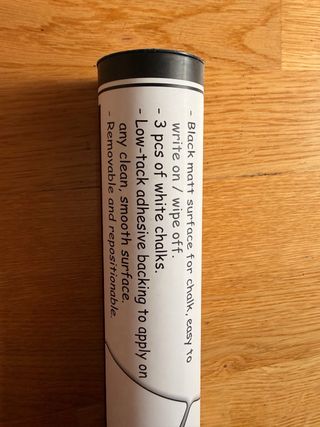 - Black matt surface for chalk, easy to
write on / wipe off.
- 3 pcs of white chalks.
- Low-tack adhesive backing to apply on
any clean, smooth surface.
- Removable and repositionable.